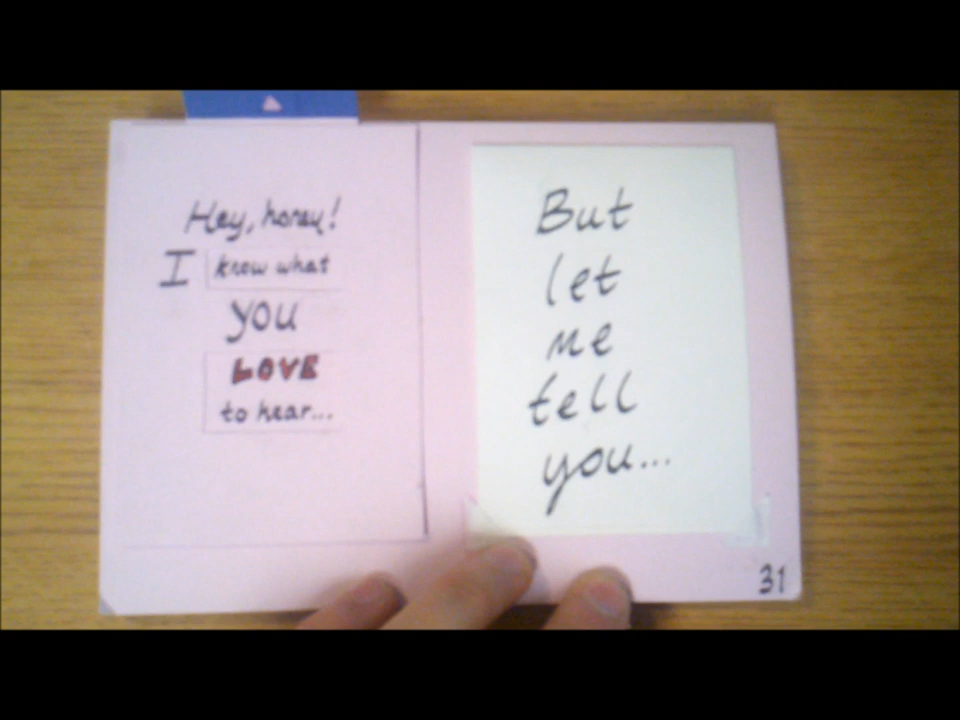 Hey, honey!
I know what
you
LOVE
to hear...
But
let
me
tell
you...
31